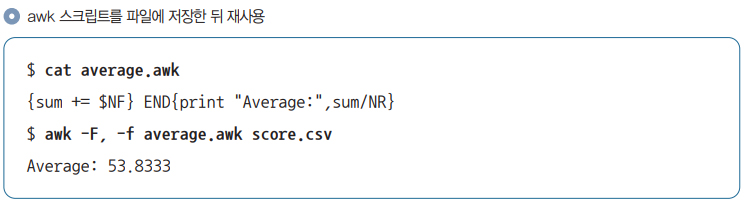 awk 스크립트를 파일에 저장한 뒤 재사용
$ cat average.awk
{sum += $NF} END{print "Average:",sum/NR}
$ awk -F, -f average.awk score.csv
Average: 53.8333